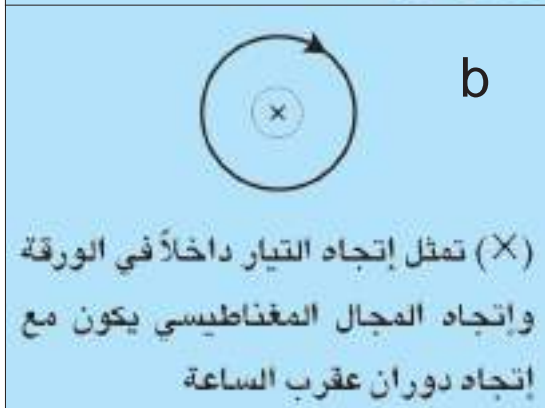 b
(×) تمثل إتجاه التيار داخلاً في الورقة
وإتجاه المجال المغناطيسي يكون مع
إتجاه دوران عقرب الساعة